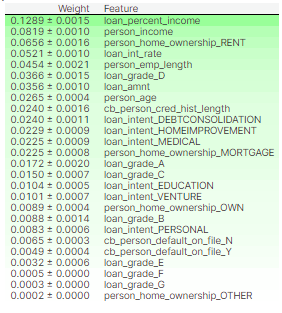 Weight Feature
0.1289 ± 0.0015 loan_percent_income
0.0819 ± 0.0010 person_income
0.0656 ± 0.0016 person_home_ownership_RENT
0.0521 ± 0.0010 loan_int_rate
0.0454 ± 0.0021 person_emp_length
0.0366 ± 0.0015 loan_grade_D
0.0356 ± 0.0010 loan_amnt
0.0265 ± 0.0004 person_age
0.0240 ± 0.0016 cb_person_cred_hist_length
0.0240 ± 0.0011 loan_intent_DEBTCONSOLIDATION
0.0229 ± 0.0009 loan_intent_HOMEIMPROVEMENT
0.0225 ± 0.0009 loan_intent_MEDICAL
0.0225 ± 0.0008 person_home_ownership_MORTGAGE
0.0172 ± 0.0020 loan_grade_A
0.0150 ± 0.0007 loan_grade_C
0.0104 ± 0.0005 loan_intent_EDUCATION
0.0101 ± 0.0007 loan_intent_VENTURE
0.0089 ± 0.0004 person_home_ownership_OWN
0.0088 ± 0.0014 loan_grade_B
0.0083 ± 0.0006 loan_intent_PERSONAL
0.0065 ± 0.0003 cb_person_default_on_file_N
0.0049 ± 0.0004 cb_person_default_on_file_Y
0.0032 ± 0.0006 loan_grade_E
0.0005 ± 0.0000 loan_grade_F
0.0003 ± 0.0000 loan_grade_G
0.0002 ± 0.0000 person_home_ownership_OTHER